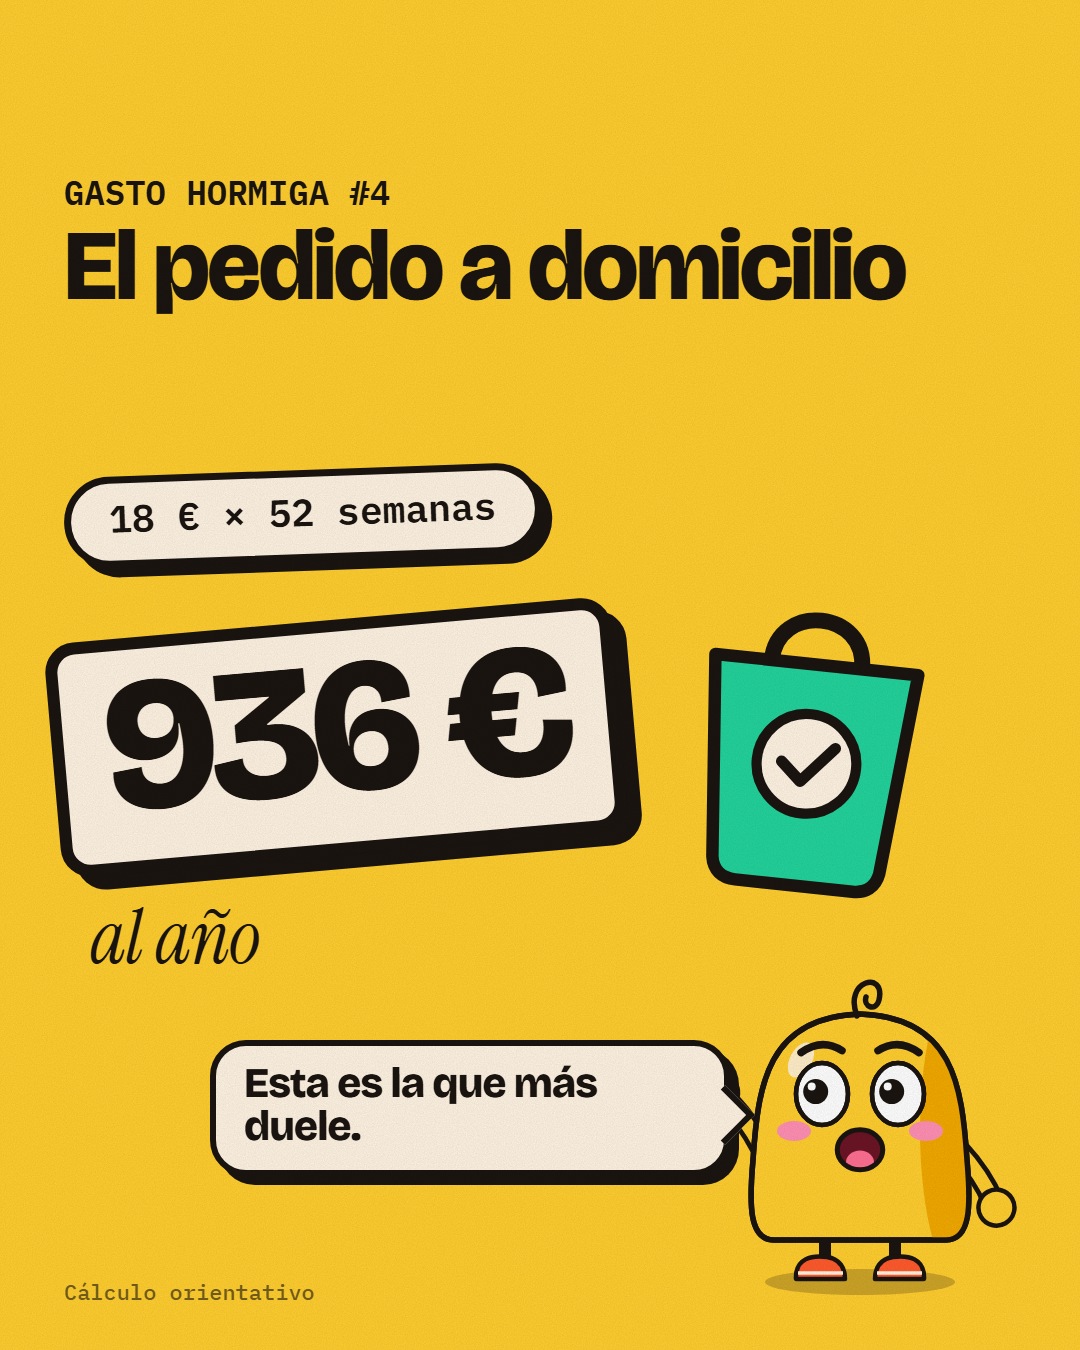 GASTO HORMIGA #4
El pedido a domicilio
18 € × 52 semanas
936 €
al año
Esta es la que más
duele.
Cálculo orientativo